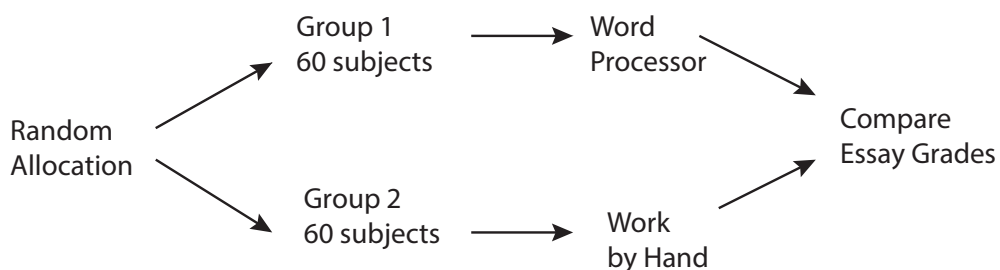 Random
Allocation
Group 1
60 subjects
Word
Processor
Group 2
60 subjects
Work
by Hand
Compare
Essay Grades